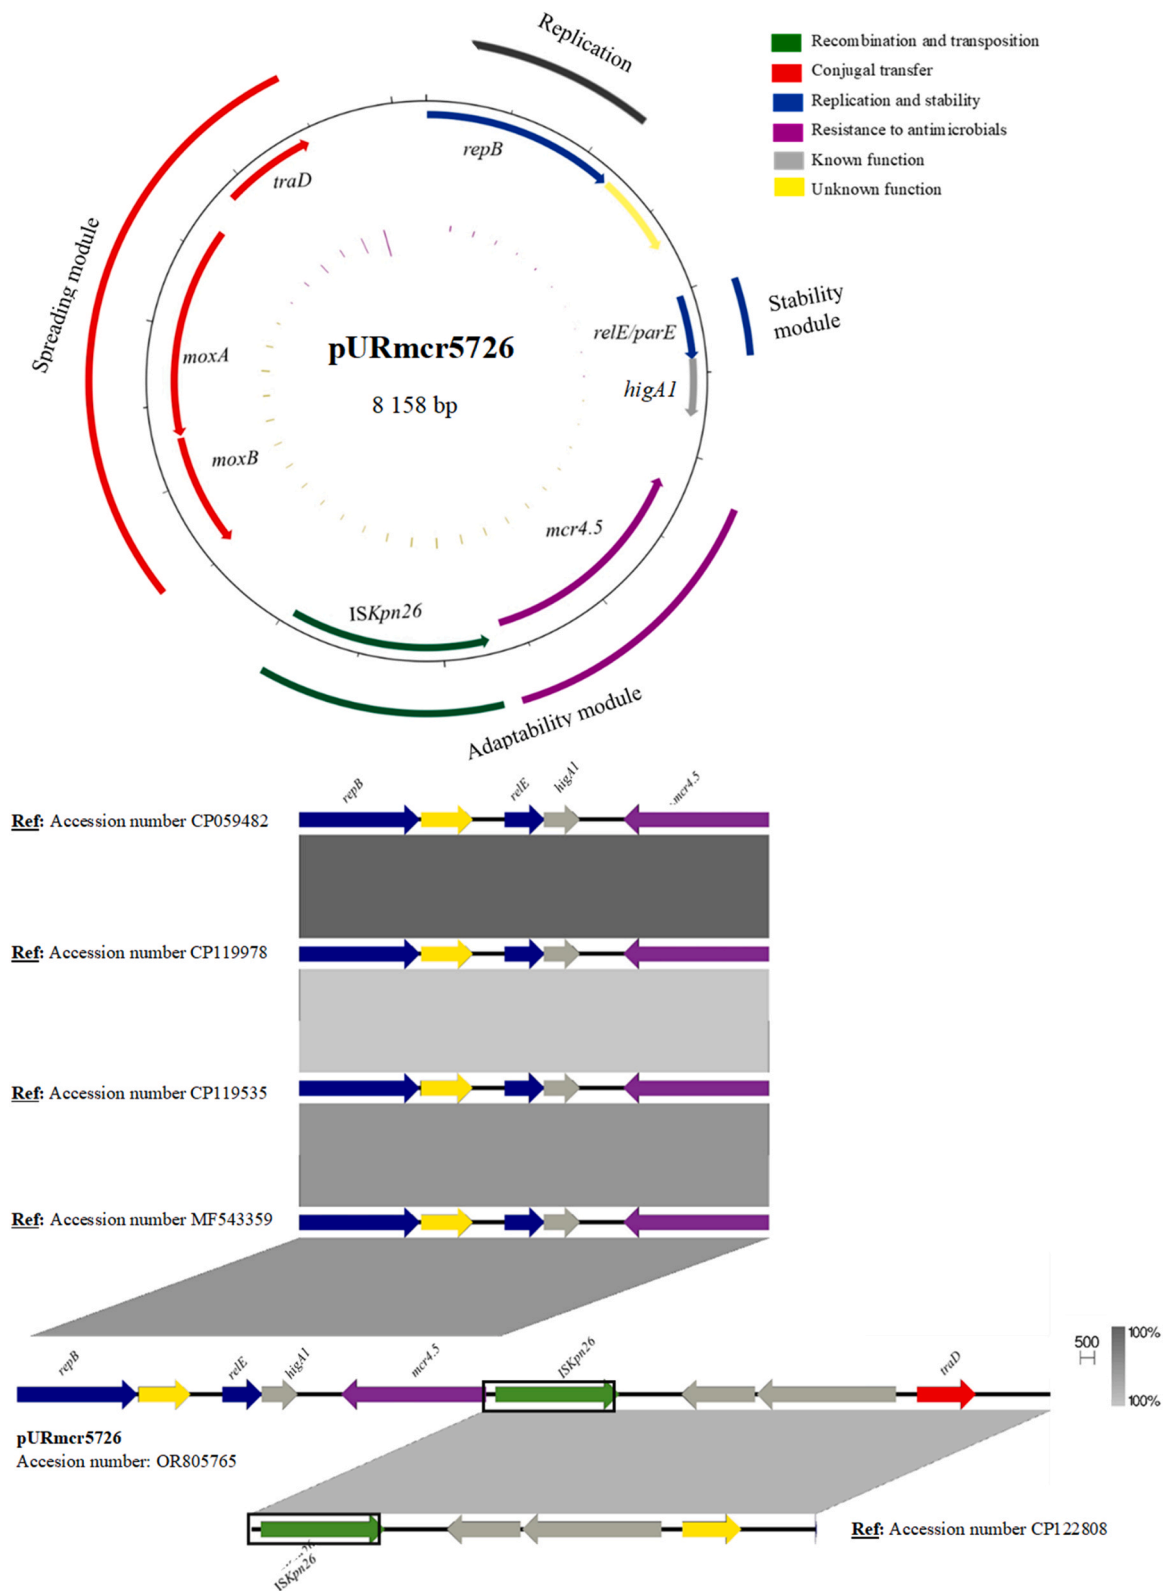 Replication
Recombination and transposition
Conjugal transfer
Replication and stability
Resistance to antimicrobials
Known function
Unknown function
repB
traD
Spreading module
Stability
module
relE/parE
higA1
moxA
pURmcr5726
8 158 bp
moxB
mcr4.5
ISKpn26
Adaptability module
repB
relE
higA1
mcr4.5
Ref: Accession number CP059482
Ref: Accession number CP119978
Ref: Accession number CP119535
Ref: Accession number MF543359
500
100%
100%
repB
relE
higA1
mcr4.5
ISKpn26
traD
pURmcr5726
Accesion number: OR805765
Ref: Accession number CP122808
ISKpn26